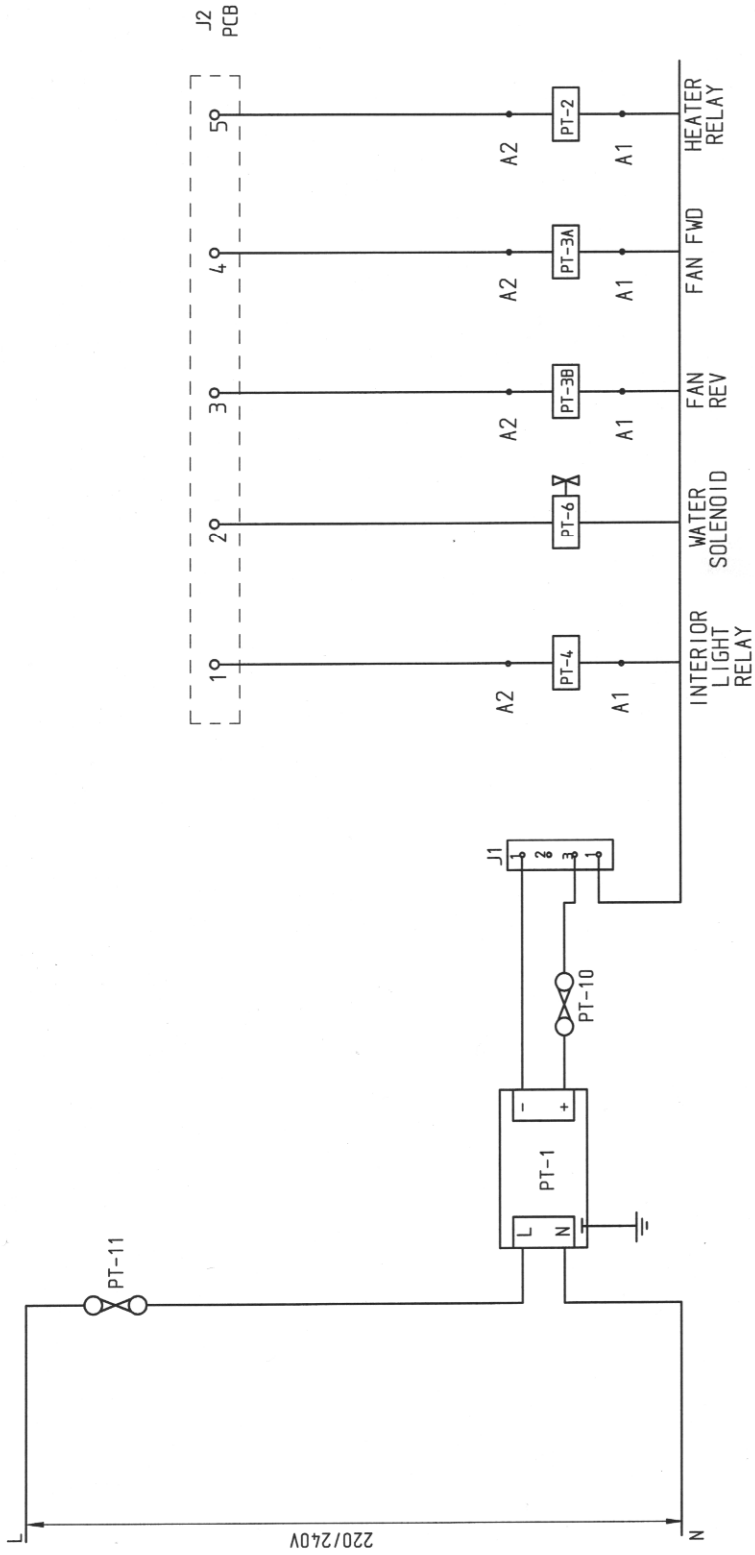 L
220/240V
N
PT-11
L
N
PT-1
-
+
PT-10
J1
1
2
3
1
J2
PCB
1
2
3
4
5
A2
A2
A2
A2
PT-4
PT-6
PT-3B
PT-3A
PT-2
A1
A1
A1
A1
INTERIOR
LIGHT
RELAY
WATER
SOLENOID
FAN
REV
FAN FWD
HEATER
RELAY